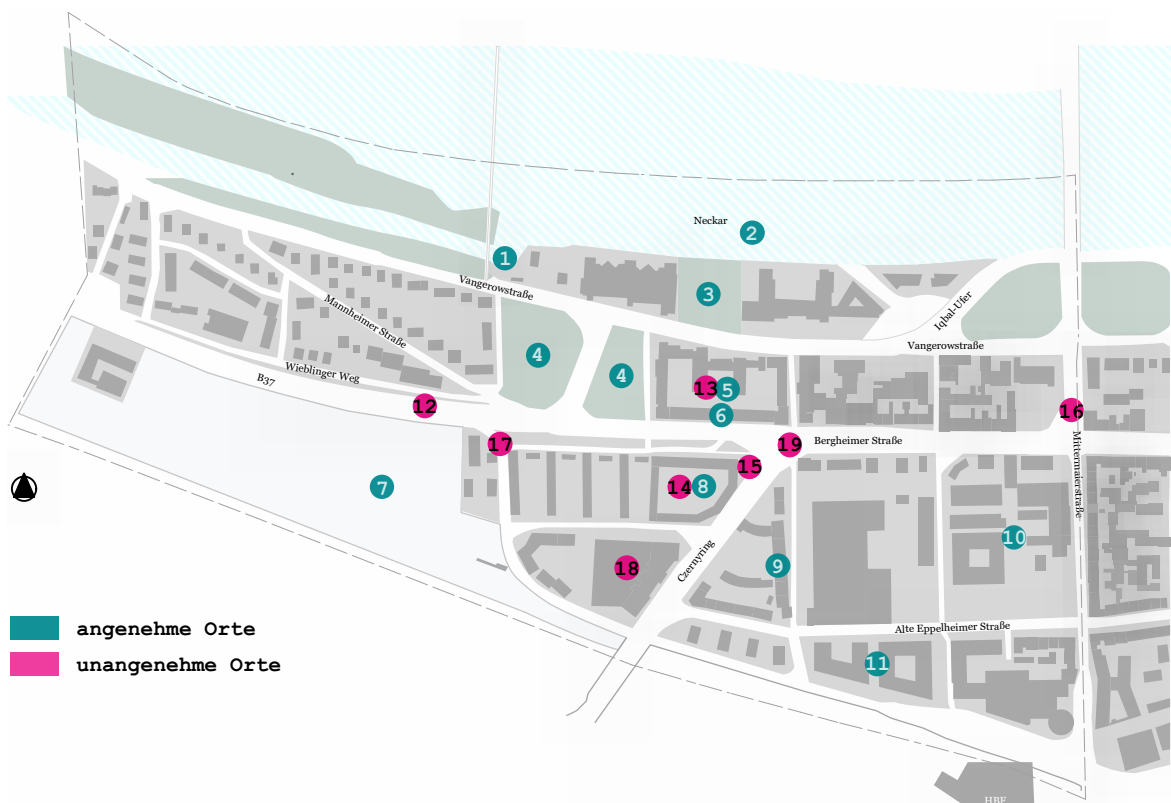 Neckar
2
1
Vangerowstraße
3
Iqbal-Ufer
Mannheimer Straße
Vangerowstraße
4
4
Wieblinger Weg
B37
13
5
12
6
16
17
19
Bergheimer Straße
15
Mittermaierstraße
7
14
8
10
Czernyring
18
9
angenehme Orte
Alte Eppelheimer Straße
unangenehme Orte
11
HBF